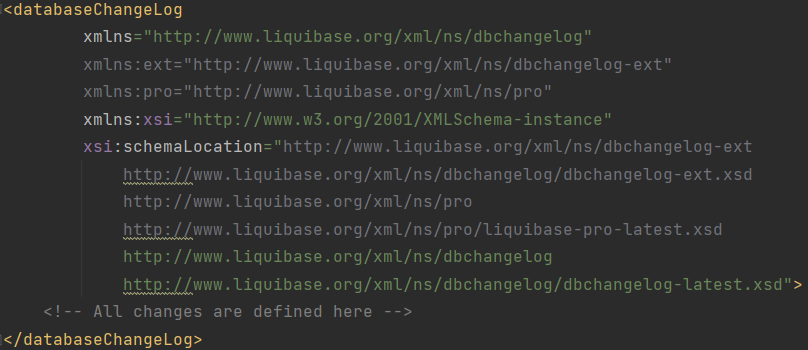 <databaseChangeLog
xmlns="http://www.liquibase.org/xml/ns/dbchangelog"
xmlns:ext="http://www.liquibase.org/xml/ns/dbchangelog-ext"
xmlns:pro="http://www.liquibase.org/xml/ns/pro"
xmlns:xsi="http://www.w3.org/2001/XMLSchema-instance"
xsi:schemaLocation="http://www.liquibase.org/xml/ns/dbchangelog-ext
http://www.liquibase.org/xml/ns/dbchangelog/dbchangelog-ext.xsd
http://www.liquibase.org/xml/ns/pro
http://www.liquibase.org/xml/ns/pro/liquibase-pro-latest.xsd
http://www.liquibase.org/xml/ns/dbchangelog
http://www.liquibase.org/xml/ns/dbchangelog/dbchangelog-latest.xsd">
<!-- All changes are defined here -->
</databaseChangeLog>